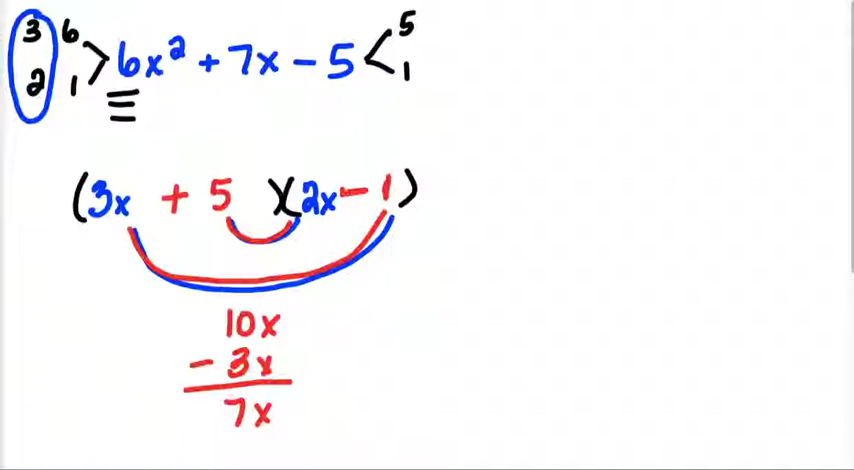 3 6 > 6x² + 7x - 5 < 5
2 1 1
(3x + 5)(2x - 1)
10x
- 3x
7x